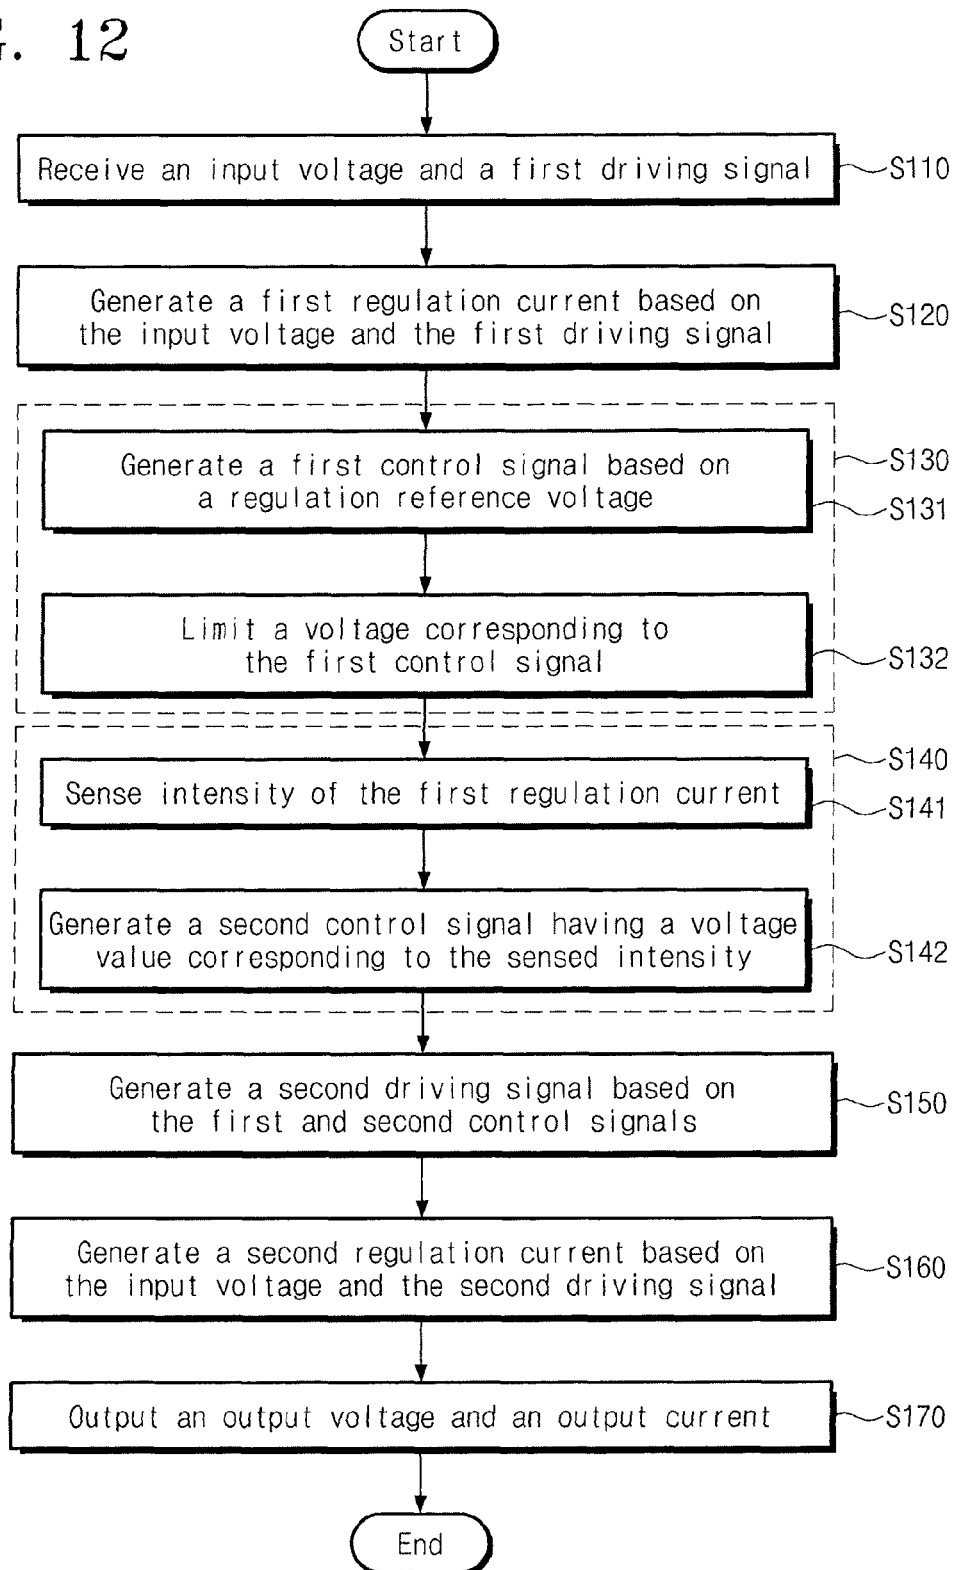 G. 12
Start
Receive an input voltage and a first driving signal
S110
Generate a first regulation current based on
the input voltage and the first driving signal
S120
S130
Generate a first control signal based on
a regulation reference voltage
S131
Limit a voltage corresponding to
the first control signal
S132
S140
Sense intensity of the first regulation current
S141
Generate a second control signal having a voltage
value corresponding to the sensed intensity
S142
Generate a second driving signal based on
the first and second control signals
S150
Generate a second regulation current based on
the input voltage and the second driving signal
S160
Output an output voltage and an output current
S170
End